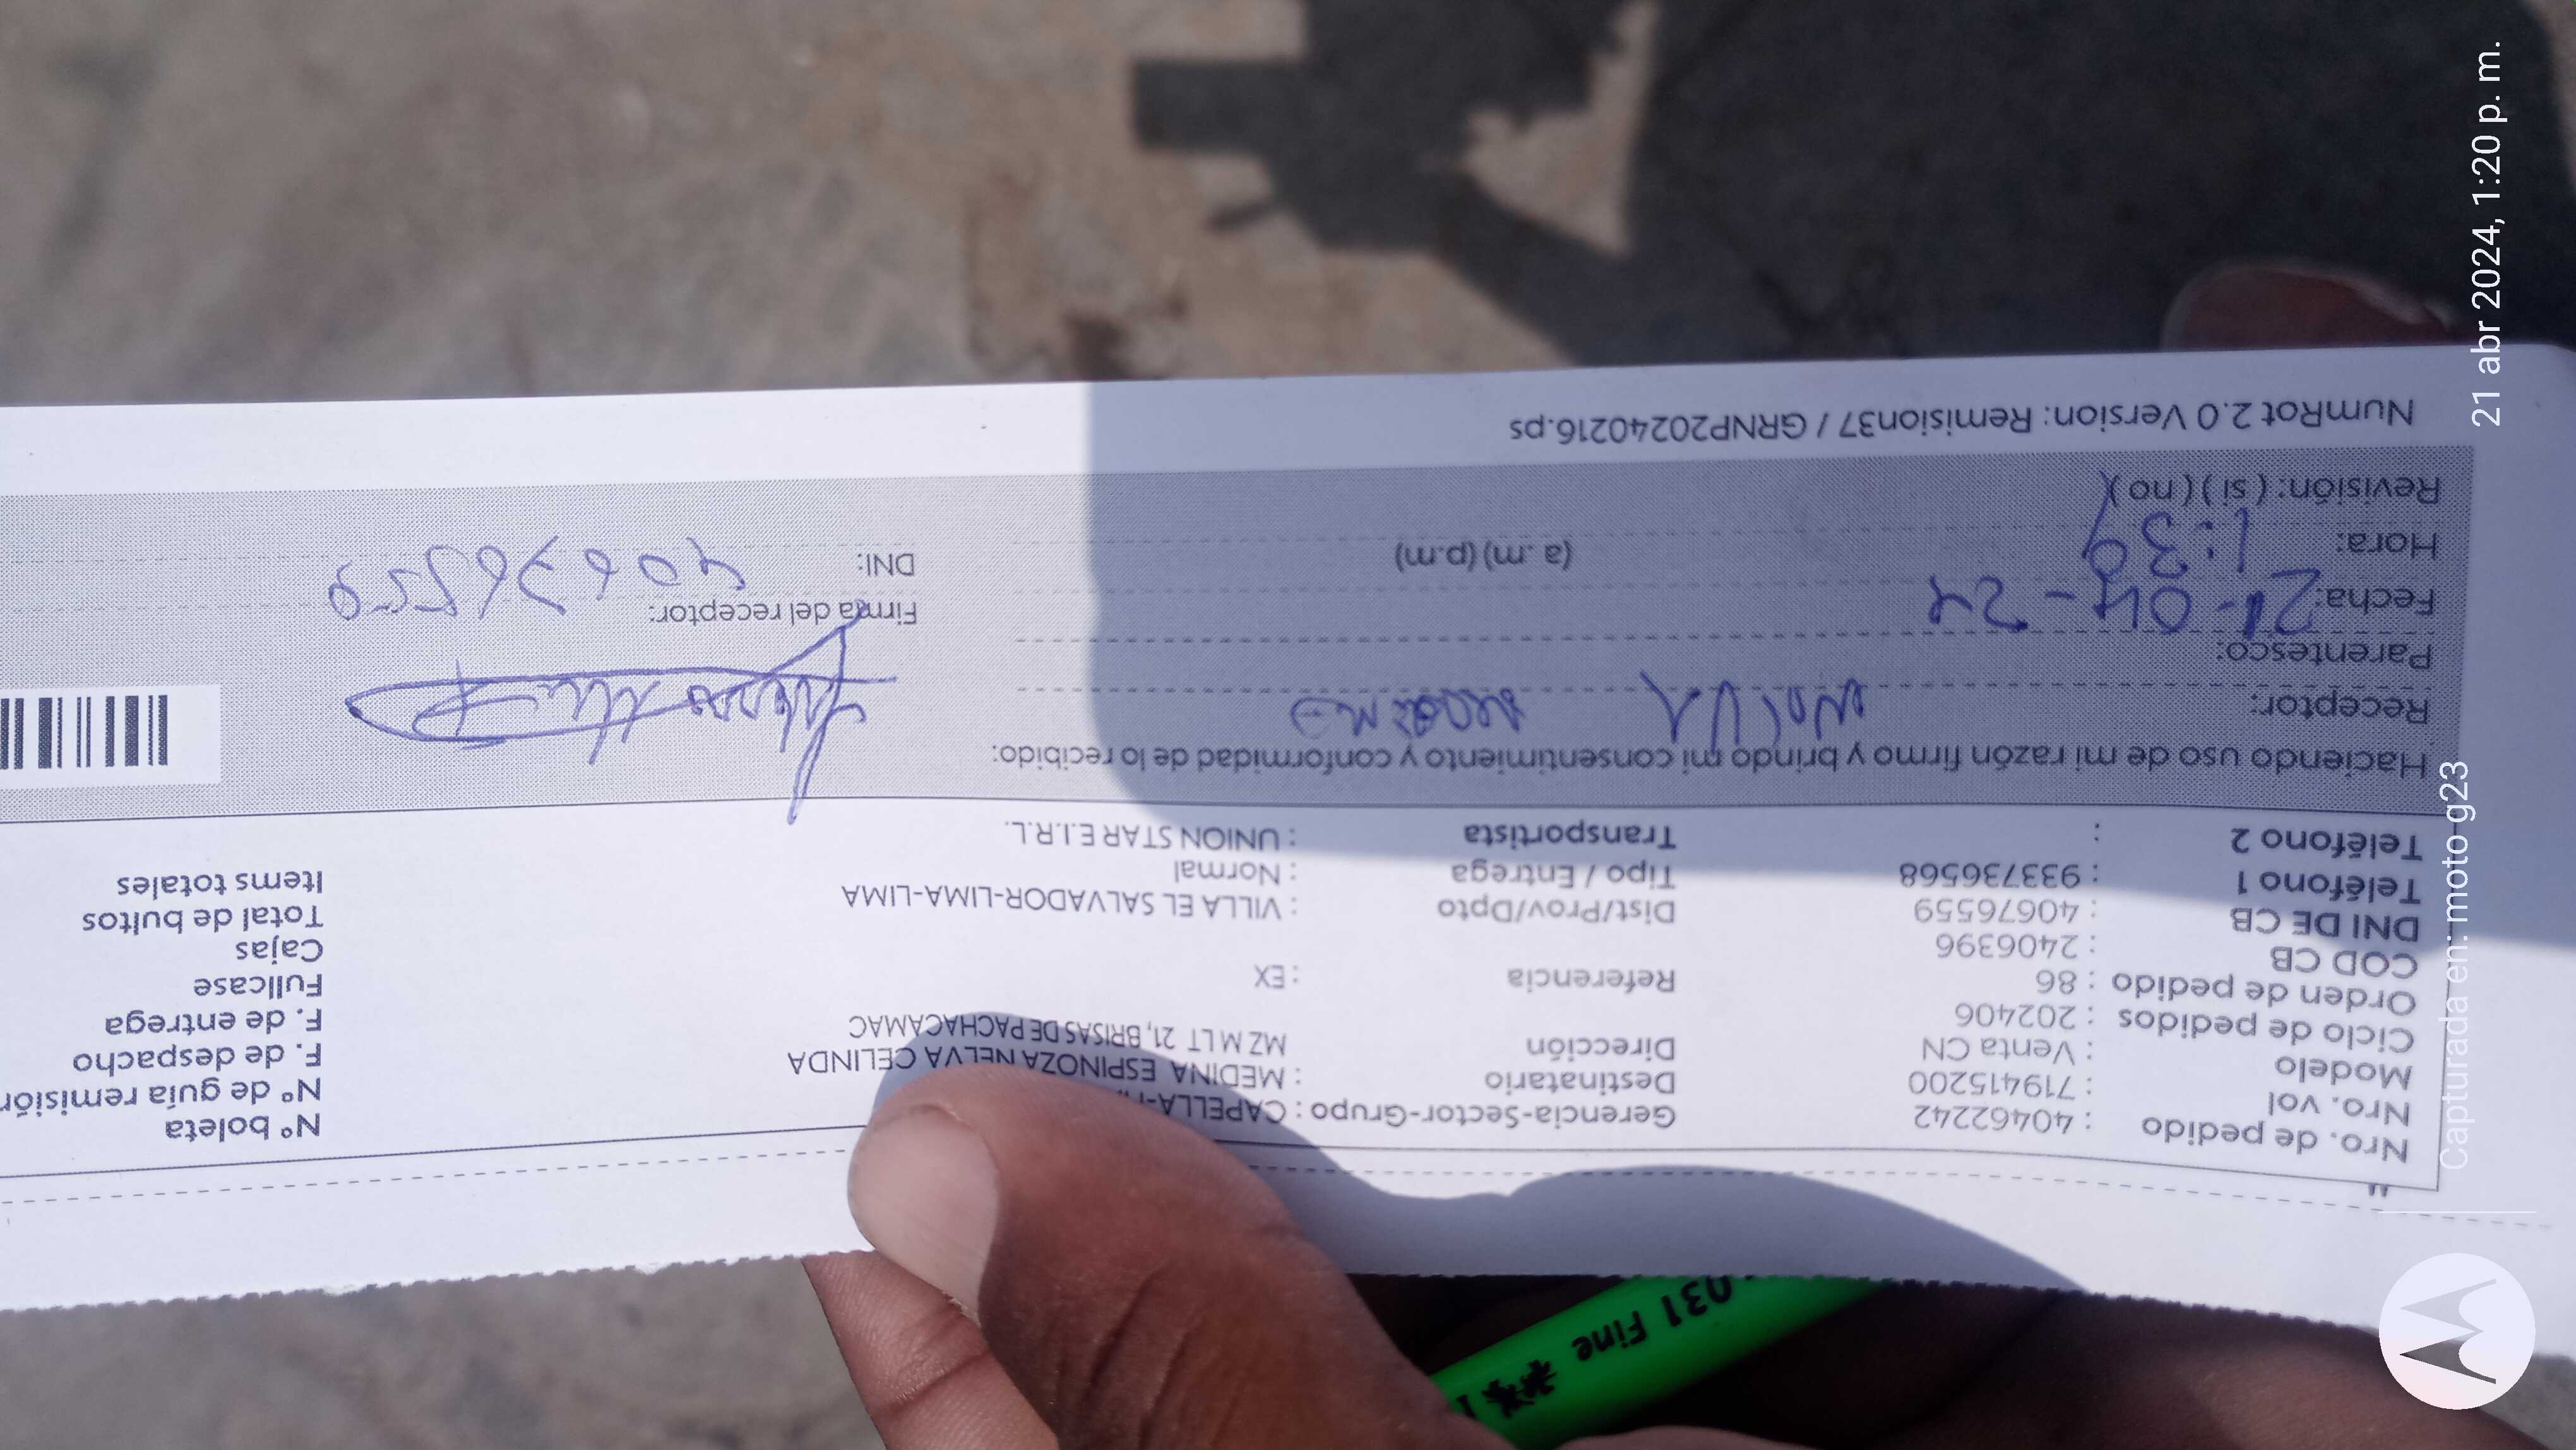 Nro. de pedido : 40462242 Gerencia-Sector-Grupo : CAPELLA- Nº boleta
Nro. vol : 719415200 Destinatario : MEDINA ESPINOZA NELVA CELINDA Nº de guía remisión
Modelo : Venta CN Dirección MZ M LT 21, BRISAS DE PACHACAMAC F. de despacho
Ciclo de pedidos : 202406 F. de entrega
Orden de pedido : 86 Referencia : EX Fullcase
COD CB : 2406396 Cajas
DNI DE CB : 40676559 Dist/Prov/Dpto : VILLA EL SALVADOR-LIMA-LIMA Total de bultos
Teléfono 1 : 933736568 Tipo / Entrega : Normal Items totales
Teléfono 2 : Transportista : UNION STAR E.I.R.L.
Haciendo uso de mi razón firmo y brindo mi consentimiento y conformidad de lo recibido:
Receptor:
Parentesco:
Fecha: 21-04-24 Firma del receptor:
Hora: 1:30 (a .m) (p.m) DNI:
Revisión: ( si ) ( no )
NumRot 2.0 Version: Remision37 / GRNP20240216.ps
031 Fine
Capturada en: moto g23
21 abr 2024, 1:20 p. m.